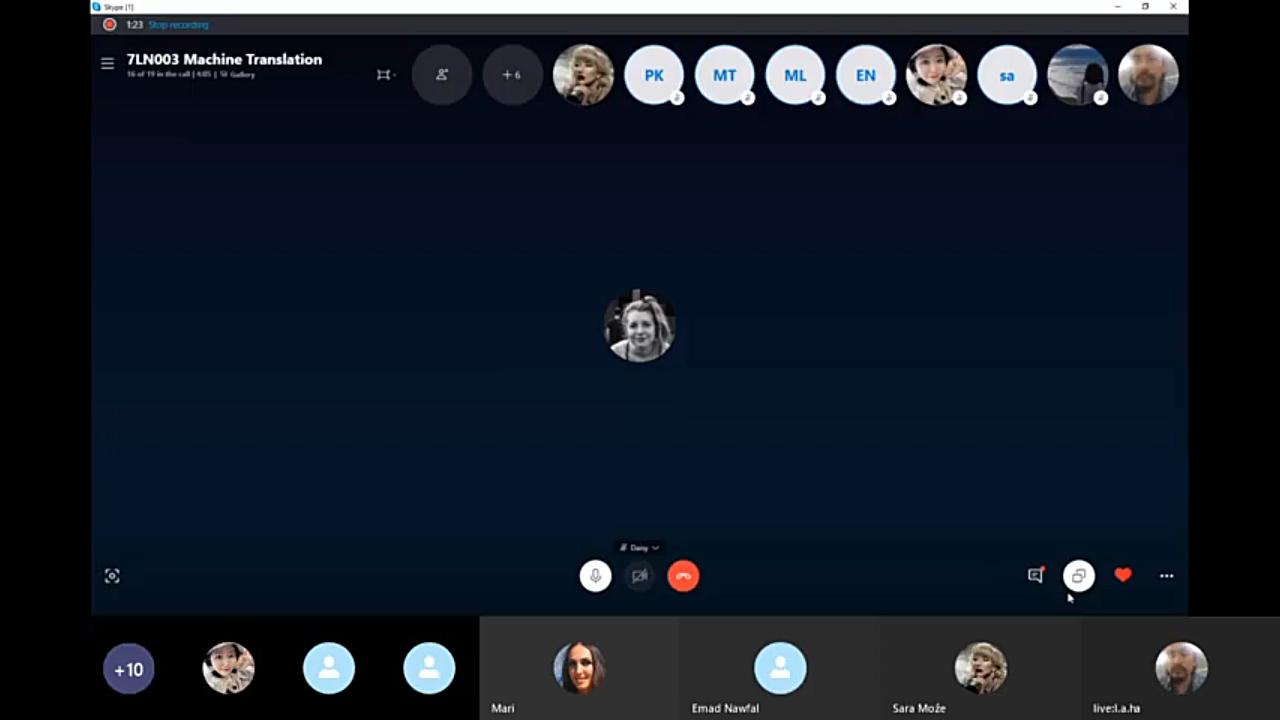 Skype [1]
1:23 Stop recording
7LN003 Machine Translation
16 of 19 in the call | 4:05 | Gallery
+6
PK
MT
ML
EN
sa
Daisy
+10
Mari
Emad Nawfal
Sara Može
live:l.a.ha